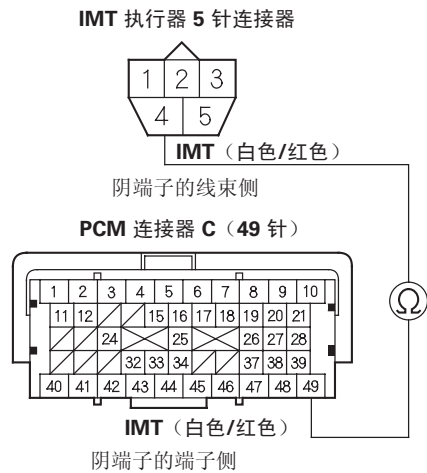 IMT 执行器 5 针连接器
1 2 3
4 5
IMT（白色/红色）
阴端子的线束侧
PCM 连接器 C（49 针）
1 2 3 4 5 6 7 8 9 10
11 12 15 16 17 18 19 20 21
24 25 26 27 28
32 33 34 37 38 39
40 41 42 43 44 45 46 47 48 49
Ω
IMT（白色/红色）
阴端子的端子侧